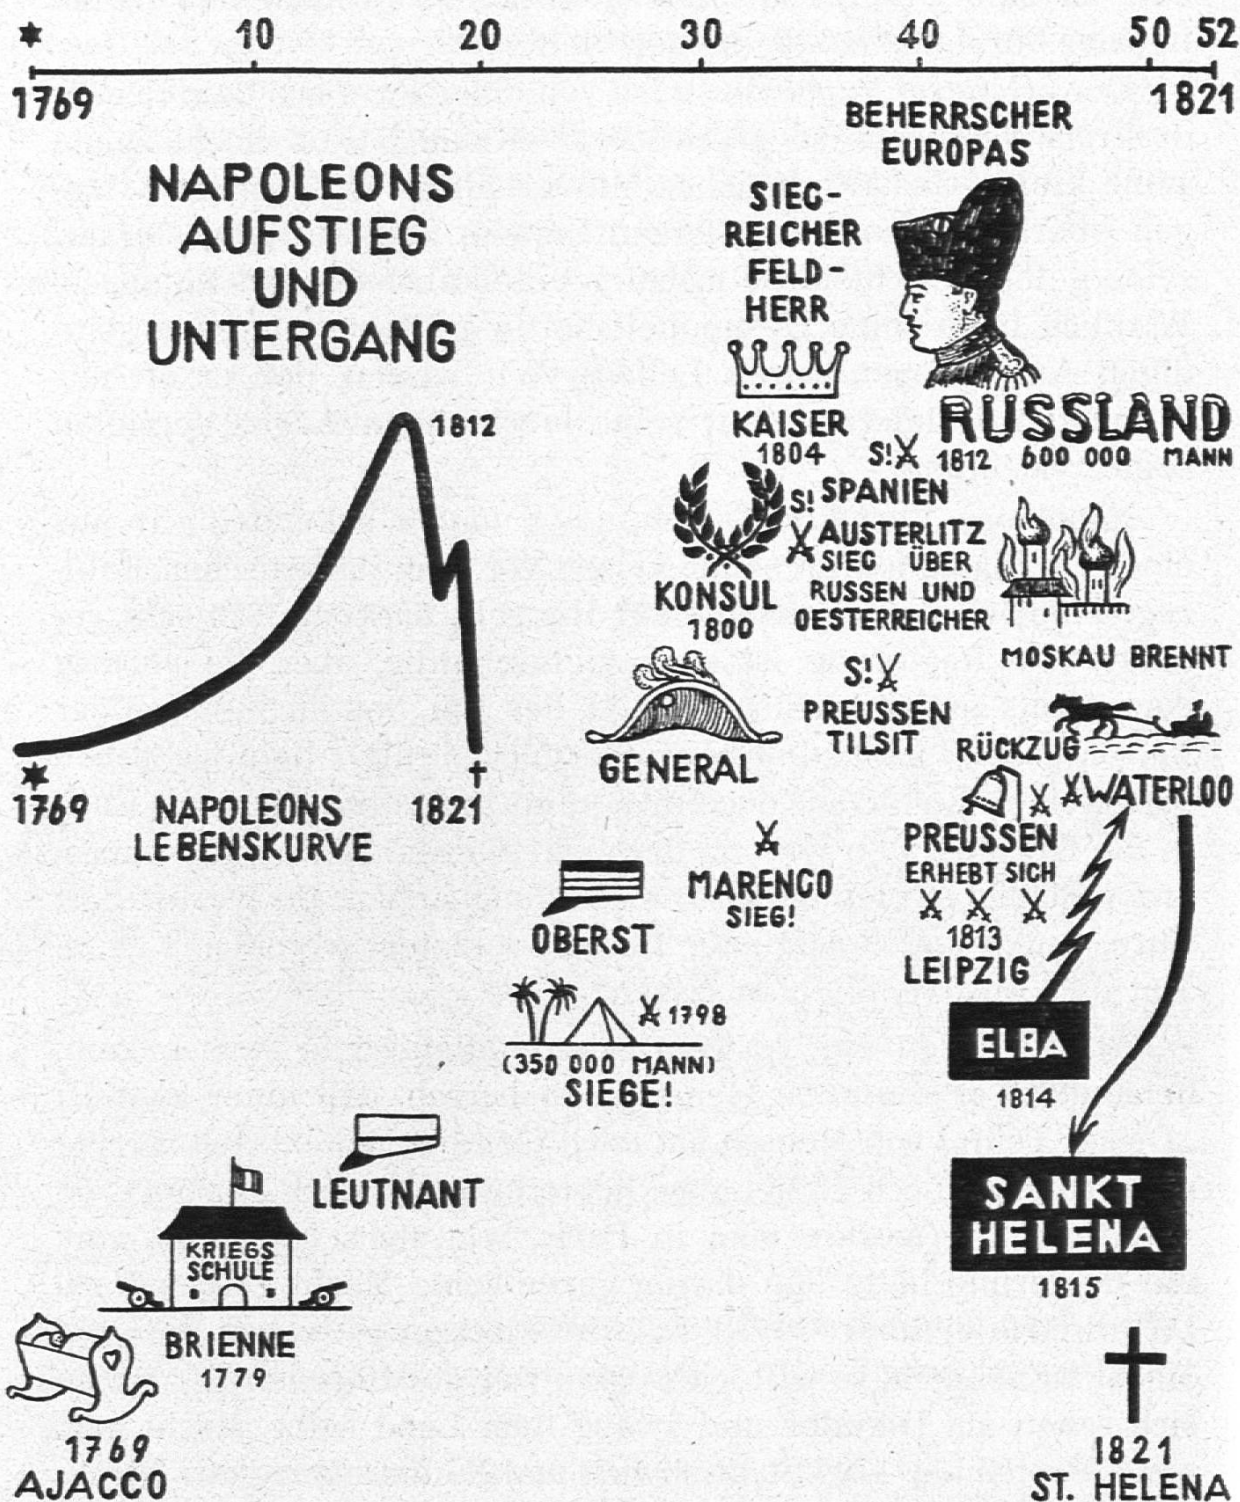 10 20 30 40 50 52
1769 1821
NAPOLEONS
AUFSTIEG
UND
UNTERGANG
1812
1769 NAPOLEONS 1821
LEBENSKURVE
BEHERRSCHER
EUROPAS
SIEG-
REICHER
FELD-
HERR
KAISER
1804
S! RUSSLAND
1812 600 000 MANN
S! SPANIEN
AUSTERLITZ
SIEG ÜBER
RUSSEN UND
OESTERREICHER
KONSUL
1800
MOSKAU BRENNT
S!
PREUSSEN
TILSIT
GENERAL
RÜCKZUG
WATERLOO
PREUSSEN
ERHEBT SICH
1813
LEIPZIG
MARENGO
SIEG!
OBERST
1798
(350 000 MANN)
SIEGE!
ELBA
1814
LEUTNANT
KRIEGS
SCHULE
BRIENNE
1779
SANKT
HELENA
1815
1769
AJACCO
1821
ST. HELENA